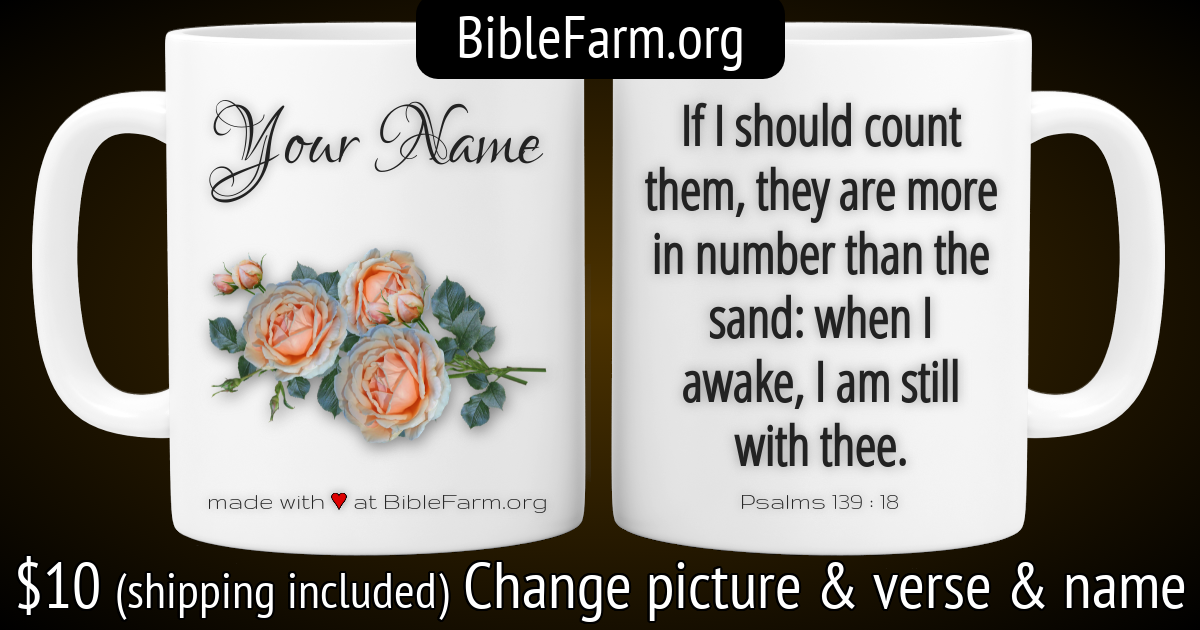 BibleFarm.org
Your Name
made with ♥ at BibleFarm.org
If I should count
them, they are more
in number than the
sand: when I
awake, I am still
with thee.
Psalms 139 : 18
$10 (shipping included) Change picture & verse & name